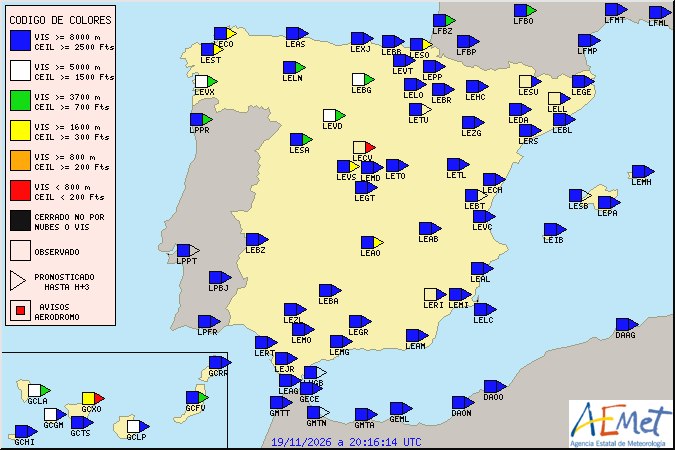 CODIGO DE COLORES
VIS >= 8000 m
CEIL >= 2500 Fts
VIS >= 5000 m
CEIL >= 1500 Fts
VIS >= 3700 m
CEIL >= 700 Fts
VIS >= 1600 m
CEIL >= 300 Fts
VIS >= 800 m
CEIL >= 200 Fts
VIS < 800 m
CEIL < 200 Fts
CERRADO NO POR
NUBES O VIS
OBSERVADO
PRONOSTICADO
HASTA H+3
AVISOS
AERODROMO
LECO
LEAS
LEXJ
LEBB
LESO
LFBZ
LFBO
LFMT
LFML
LEST
LFBP
LFMP
LEVX
LELN
LEBG
LEVT
LEPP
LELO
LEBR
LEHC
LESU
LEGE
LELL
LPPR
LEVD
LETU
LEZG
LEDA
LEBL
LERS
LESA
LECV
LEVS
LEMD
LETO
LETL
LEGT
LECH
LEMH
LEBT
LESB
LEPA
LEVC
LEIB
LEBZ
LEAO
LEAB
LPPT
LPBJ
LEAL
LEBA
LERI
LEMI
LELC
LPFR
LEZL
LEMO
LEGR
LEAM
DAAG
LERT
LEMG
LEJR
GCRR
LEAG
LXGB
GECE
DAOO
GCLA
GCXO
GCFV
GMTT
GMTN
GMTA
GEML
DAON
GCGM
GCTS
GCLP
GCHI
19/11/2026 a 20:16:14 UTC
AEMet
Agencia Estatal de Meteorología